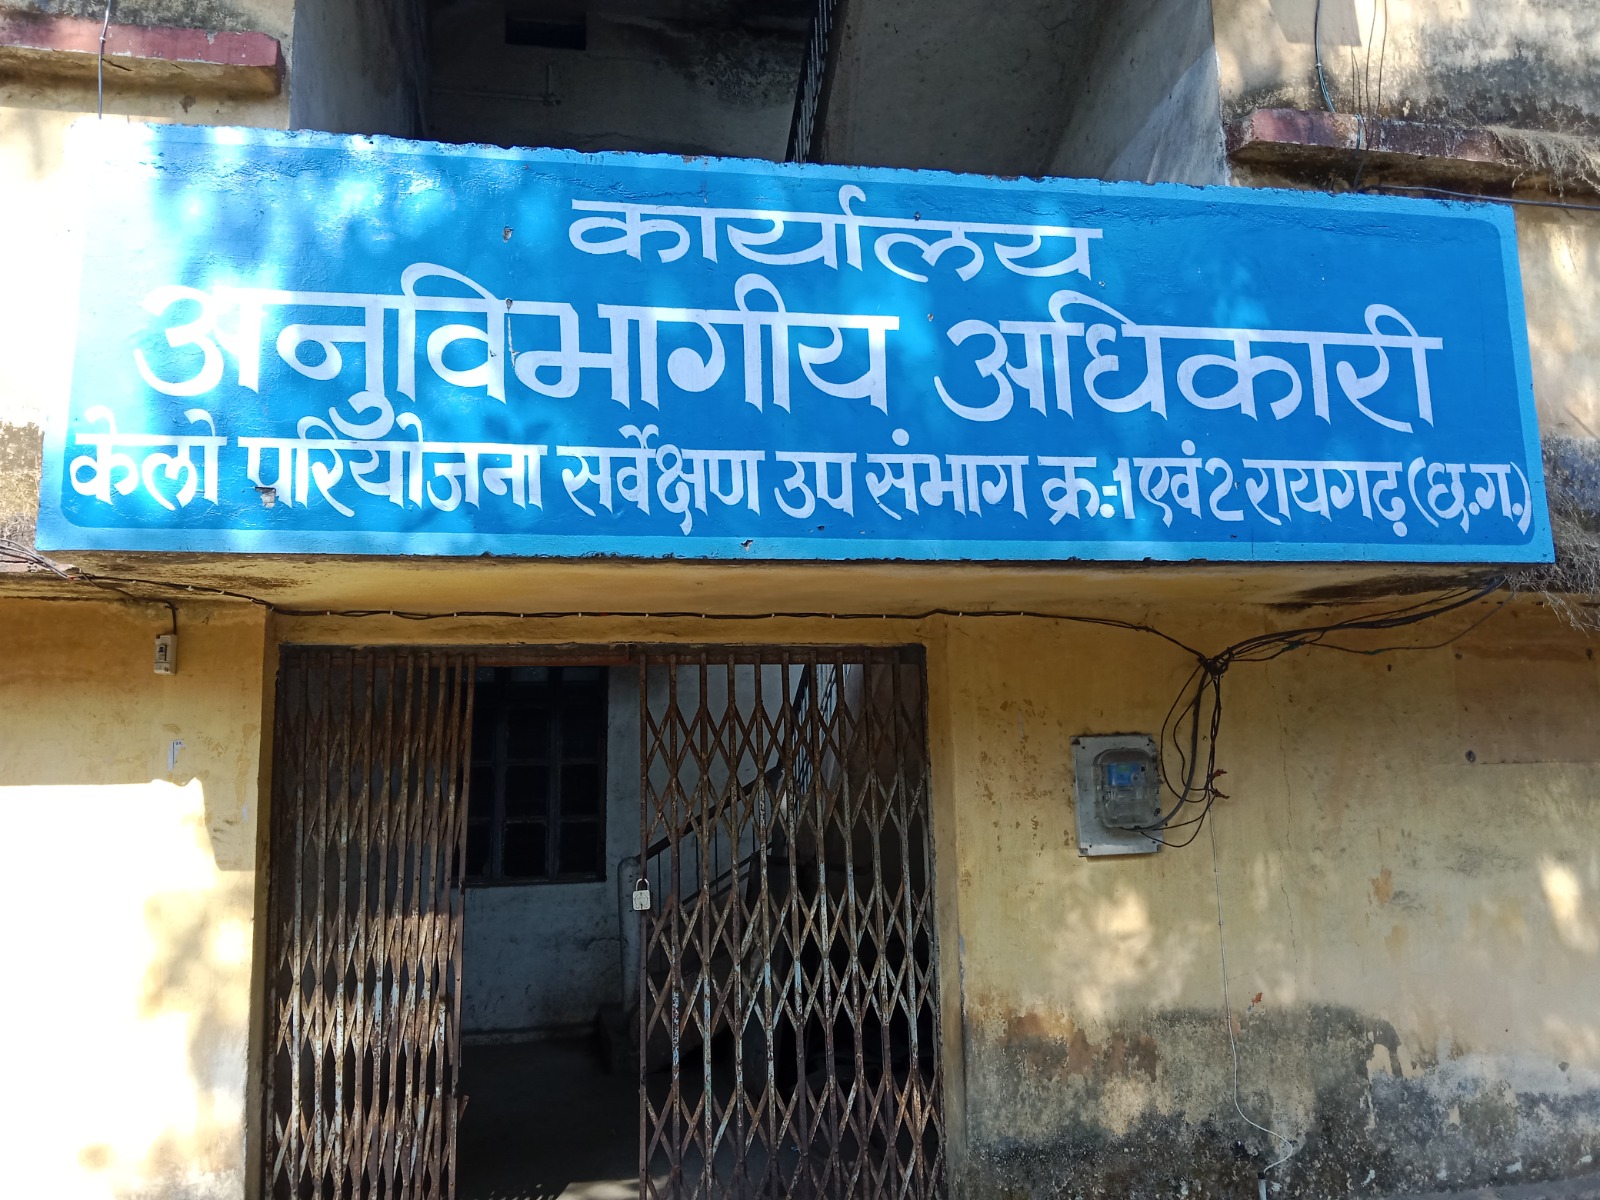 कार्यालय
अनुविभागीय अधिकारी
केलो परियोजना सर्वेक्षण उप संभाग क्र.-1 एवं 2 रायगढ़ (छ.ग.)